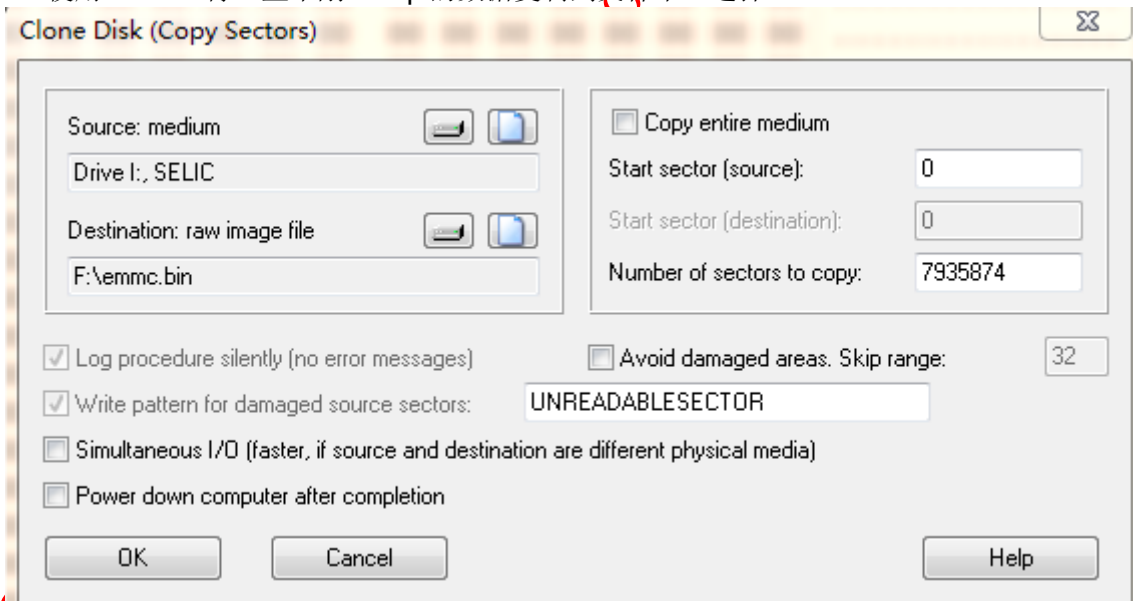 Clone Disk (Copy Sectors)
Source: medium
Drive I:, SELIC
Destination: raw image file
F:\emmc.bin
Copy entire medium
Start sector (source): 0
Start sector (destination): 0
Number of sectors to copy: 7935874
Log procedure silently (no error messages)
Avoid damaged areas. Skip range: 32
Write pattern for damaged source sectors: UNREADABLESECTOR
Simultaneous I/O (faster, if source and destination are different physical media)
Power down computer after completion
OK Cancel Help